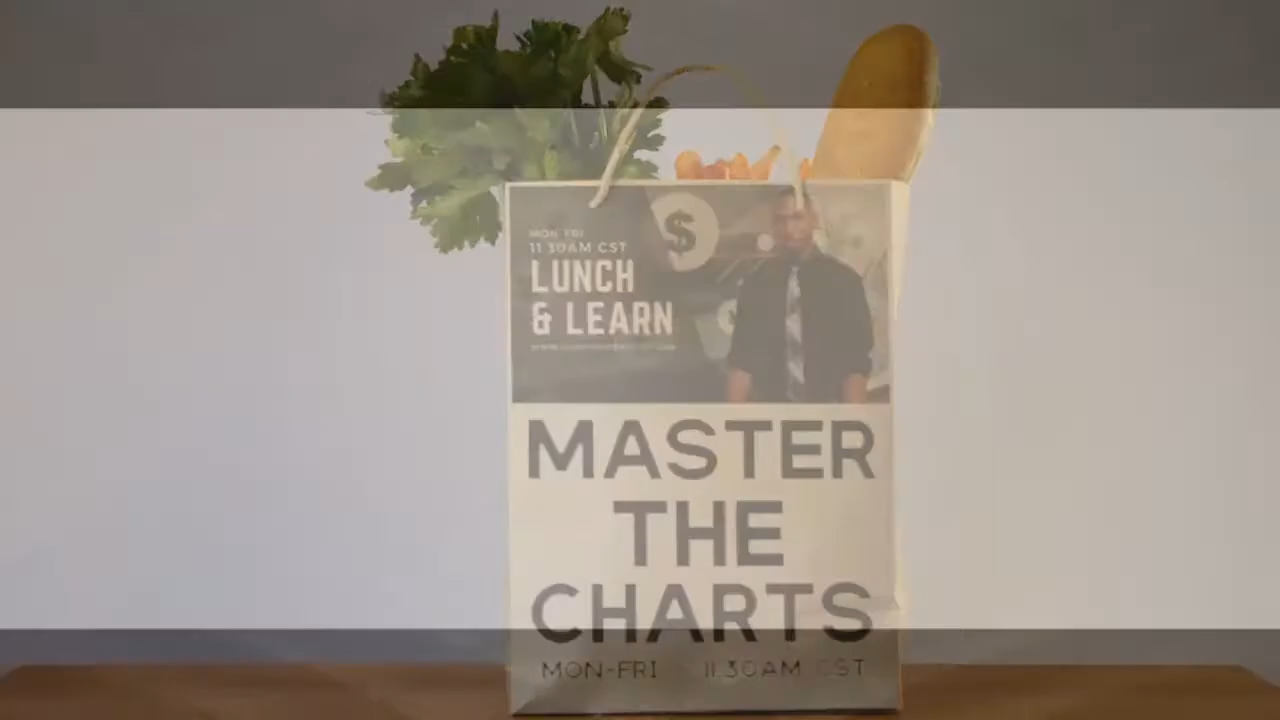 MON FRI
11 30AM CST
LUNCH
& LEARN
$
MASTER
THE
CHARTS
MON-FRI 11.30AM CST